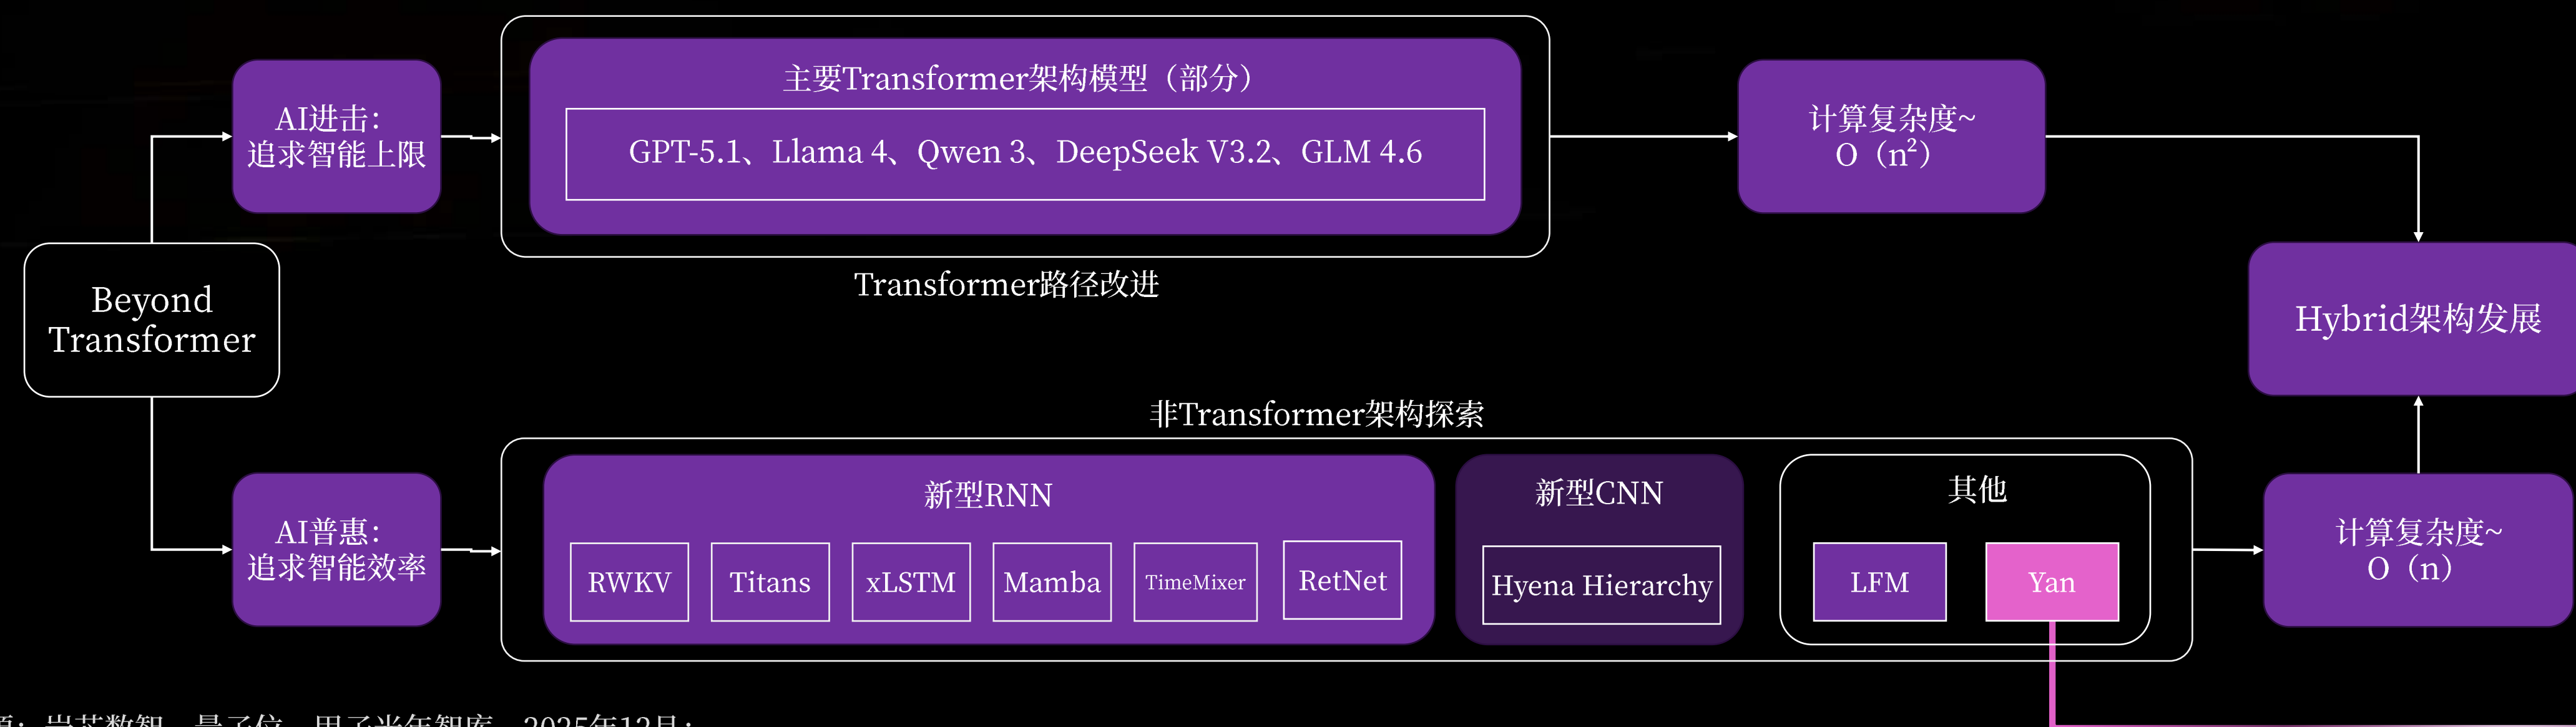 主要Transformer架构模型（部分）
GPT-5.1、Llama 4、Qwen 3、DeepSeek V3.2、GLM 4.6
AI进击：
追求智能上限
计算复杂度~
O（n²）
Transformer路径改进
Beyond
Transformer
Hybrid架构发展
非Transformer架构探索
AI普惠：
追求智能效率
新型RNN
RWKV
Titans
xLSTM
Mamba
TimeMixer
RetNet
新型CNN
Hyena Hierarchy
其他
LFM
Yan
计算复杂度~
O（n）